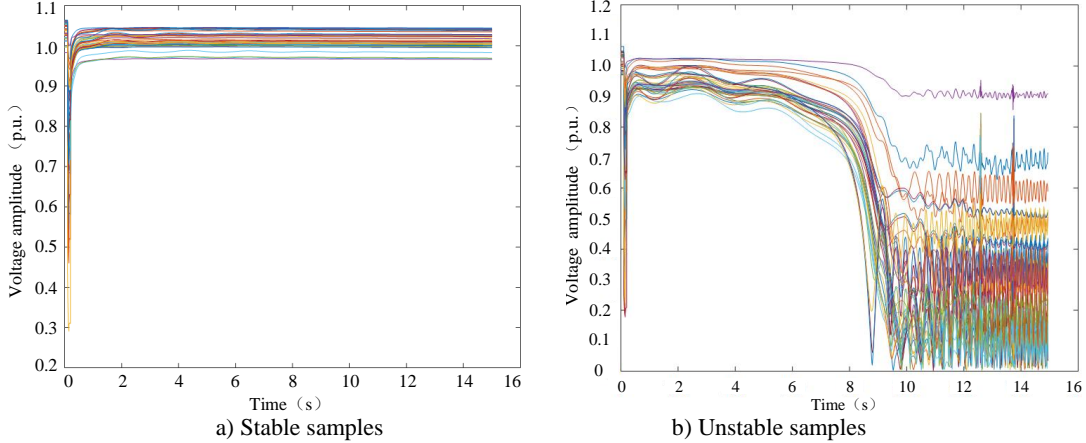 1.1
1.0
0.9
0.8
0.7
0.6
0.5
0.4
0.3
0.2
Voltage amplitude（p.u.）
0 2 4 6 8 10 12 14 16
Time（s）
a) Stable samples
1.2
1.1
1.0
0.9
0.8
0.7
0.6
0.5
0.4
0.3
0.2
0.1
0
Voltage amplitude（p.u.）
0 2 4 6 8 10 12 14 16
Time（s）
b) Unstable samples